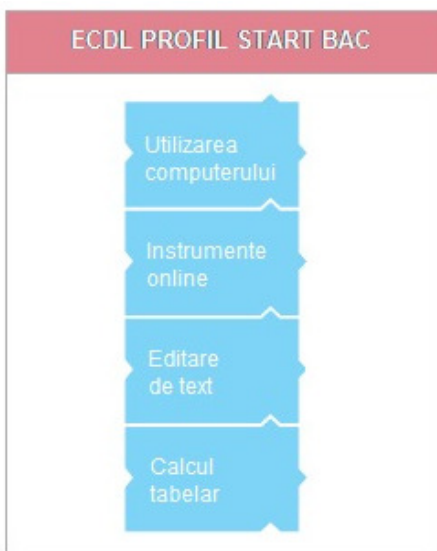 ECDL PROFIL START BAC
Utilizarea
computerului
Instrumente
online
Editare
de text
Calcul
tabelar